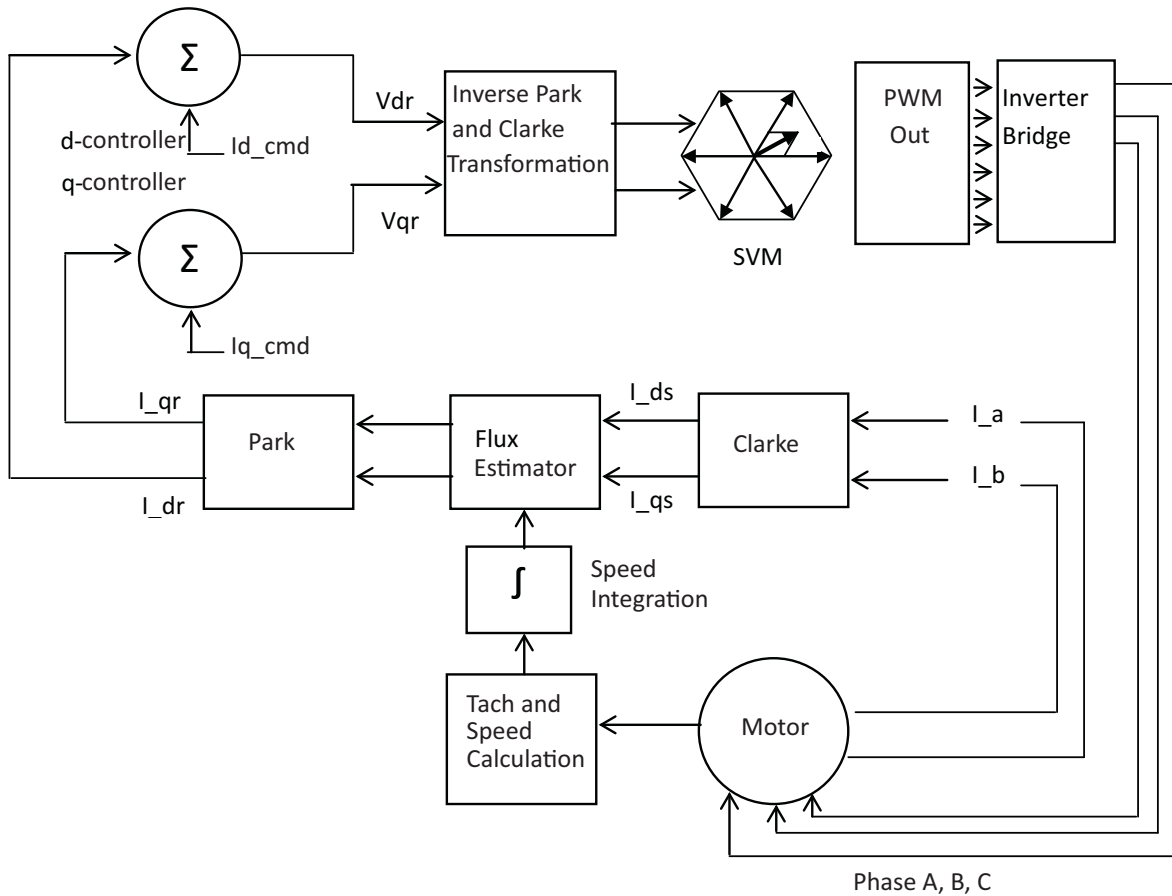 Σ
Vdr
d-controller
Id_cmd
q-controller
Σ
Vqr
Iq_cmd
Inverse Park
and Clarke
Transformation
SVM
PWM
Out
Inverter
Bridge
I_qr
I_dr
Park
Flux
Estimator
I_ds
I_qs
Clarke
I_a
I_b
∫
Speed
Integration
Tach and
Speed
Calculation
Motor
Phase A, B, C